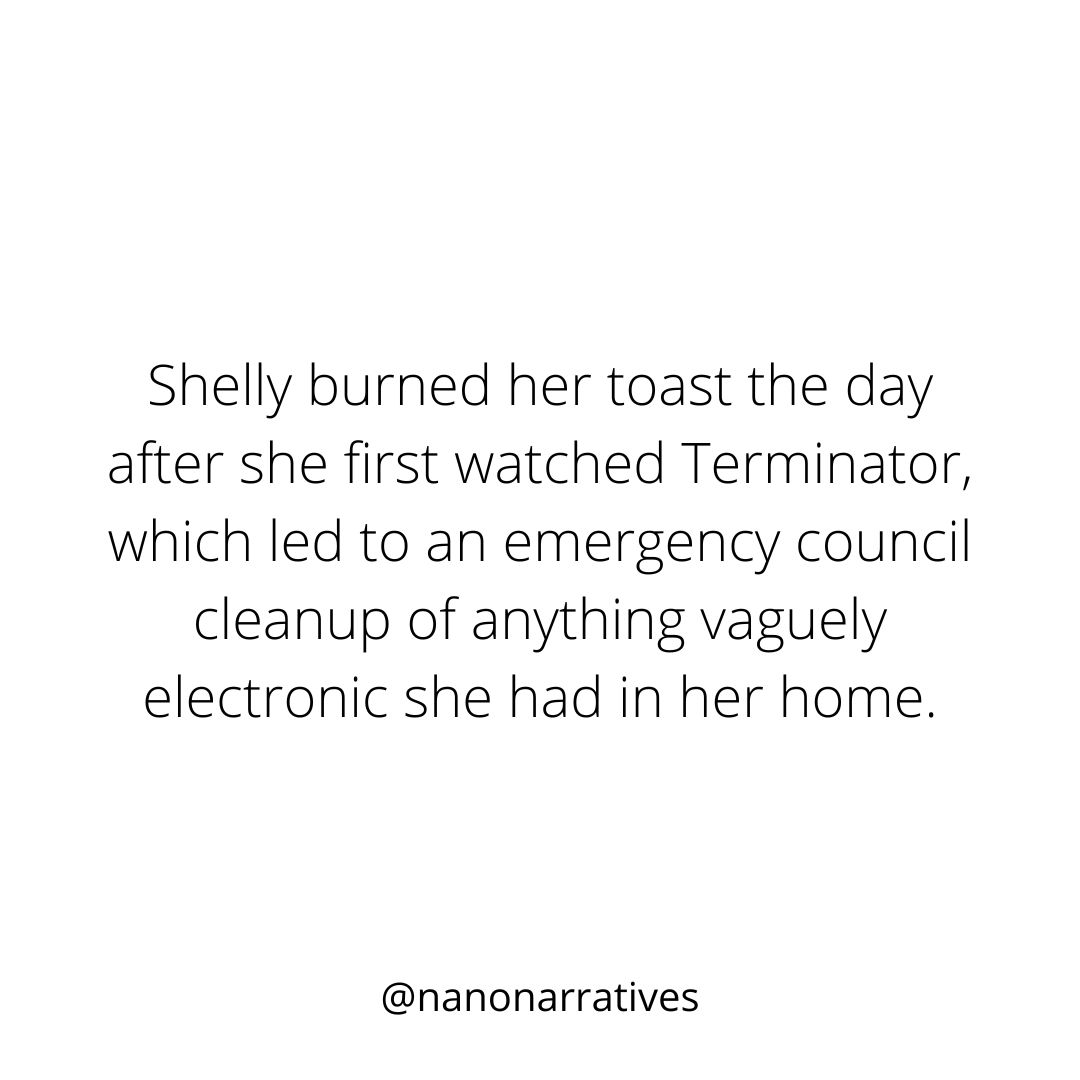 Shelly burned her toast the day
after she first watched Terminator,
which led to an emergency council
cleanup of anything vaguely
electronic she had in her home.
@nanonarratives